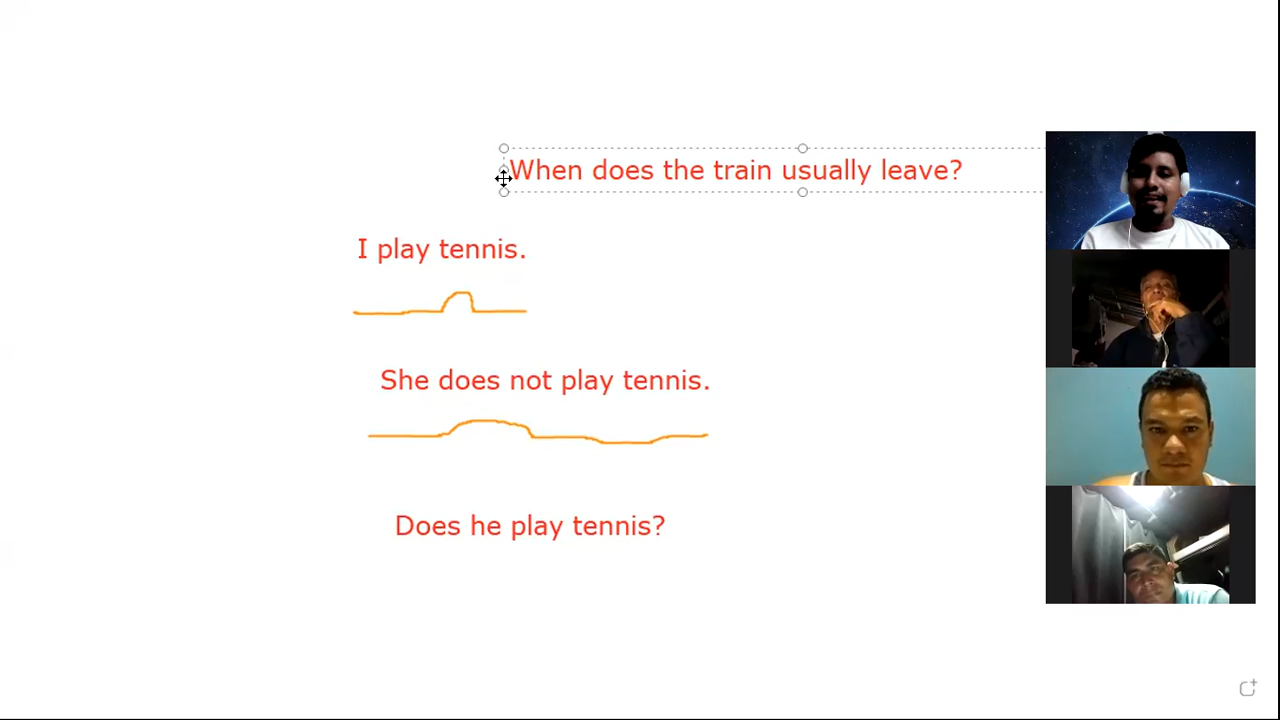 When does the train usually leave?
I play tennis.
She does not play tennis.
Does he play tennis?